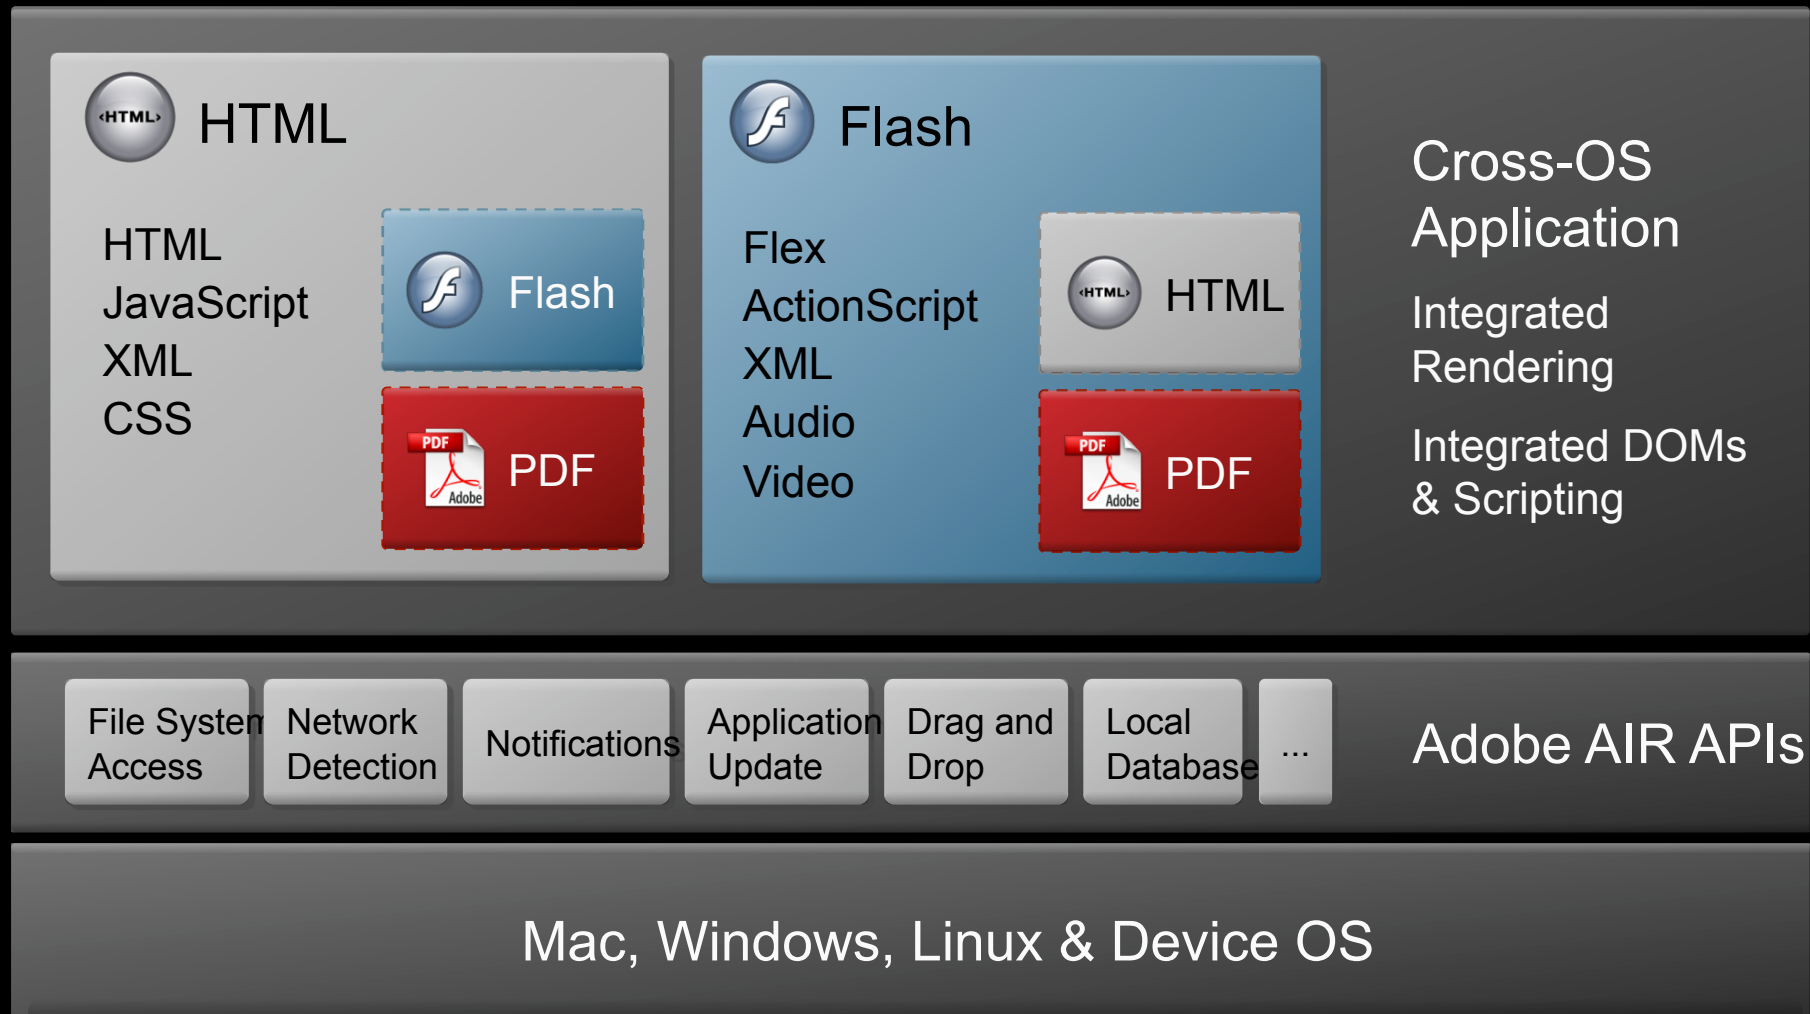 <HTML>
HTML
HTML
JavaScript
XML
CSS
Flash
PDF
Adobe
PDF
Flash
Flex
ActionScript
XML
Audio
Video
<HTML>
HTML
PDF
Adobe
PDF
Cross-OS
Application
Integrated
Rendering
Integrated DOMs
& Scripting
File System
Access
Network
Detection
Notifications
Application
Update
Drag and
Drop
Local
Database
...
Adobe AIR APIs
Mac, Windows, Linux & Device OS